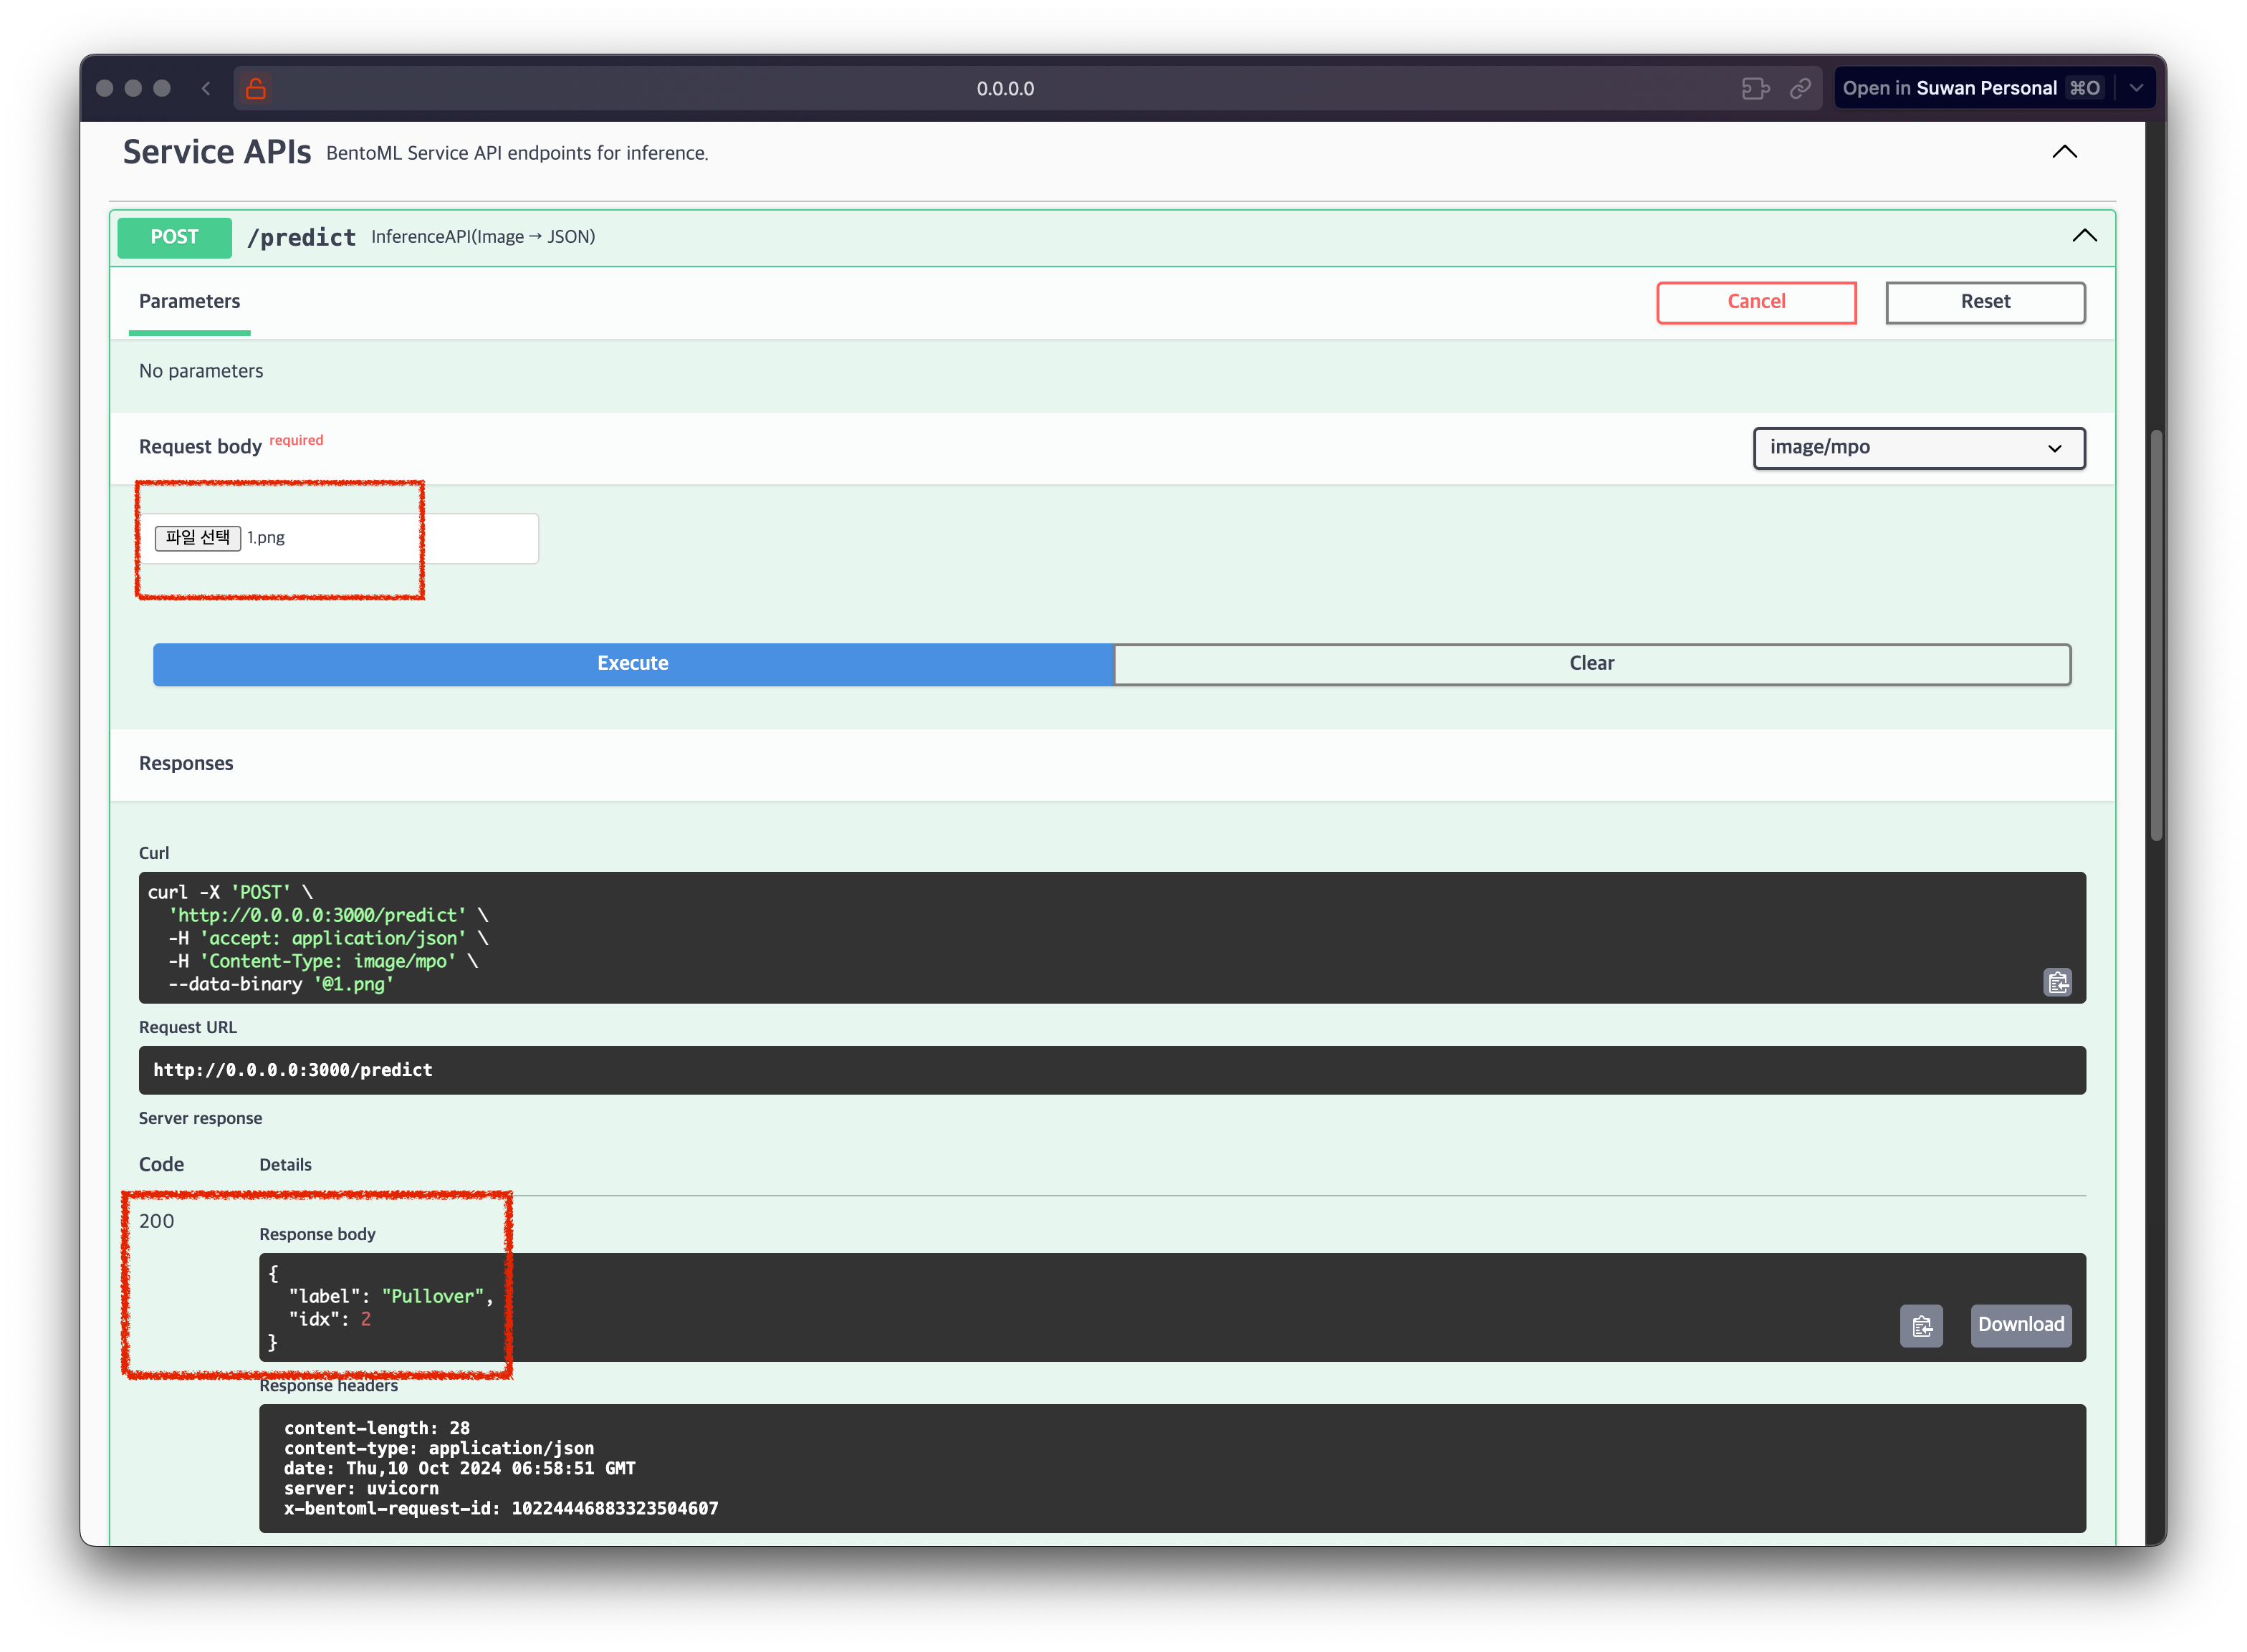 0.0.0.0
Open in Suwan Personal ⌘O
Service APIs BentoML Service API endpoints for inference.
POST /predict InferenceAPI(Image → JSON)
Parameters
Cancel
Reset
No parameters
Request body required
image/mpo
파일 선택 1.png
Execute
Clear
Responses
Curl
curl -X 'POST' \
  'http://0.0.0.0:3000/predict' \
  -H 'accept: application/json' \
  -H 'Content-Type: image/mpo' \
  --data-binary '@1.png'
Request URL
http://0.0.0.0:3000/predict
Server response
Code Details
200
Response body
{
  "label": "Pullover",
  "idx": 2
}
Download
Response headers
content-length: 28
content-type: application/json
date: Thu,10 Oct 2024 06:58:51 GMT
server: uvicorn
x-bentoml-request-id: 10224446883323504607